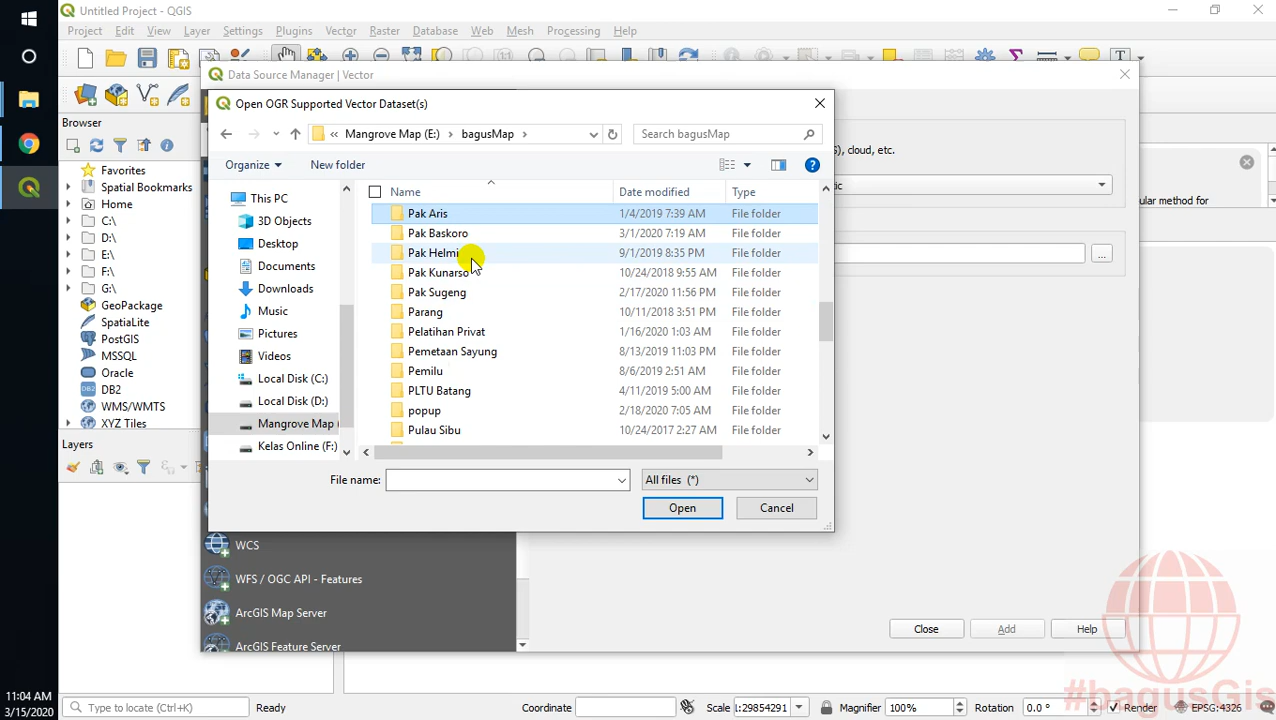 Untitled Project - QGIS
Project Edit View Settings Plugins Vector Raster Database Web Mesh Processing Help
Data Source Manager | Vector
Open OGR Supported Vector Dataset(s)
« Mangrove Map (E:) › bagusMap ›
Search bagusMap
Organize
New folder
Name
Date modified
Type
This PC
3D Objects
Desktop
Documents
Downloads
Music
Pictures
Videos
Local Disk (C:)
Local Disk (D:)
Mangrove Map (
Kelas Online (F:)
Pak Aris 1/4/2019 7:39 AM File folder
Pak Baskoro 3/1/2020 7:19 AM File folder
Pak Helmi 9/1/2019 8:35 PM File folder
Pak Kunarso 10/24/2018 9:55 AM File folder
Pak Sugeng 2/17/2020 11:56 PM File folder
Parang 10/11/2018 3:51 PM File folder
Pelatihan Privat 1/16/2020 1:03 AM File folder
Pemetaan Sayung 8/13/2019 11:03 PM File folder
Pemilu 8/6/2019 2:51 AM File folder
PLTU Batang 4/11/2019 5:00 AM File folder
popup 2/18/2020 7:05 AM File folder
Pulau Sibu 10/24/2017 2:27 AM File folder
File name:
All files (*)
Open
Cancel
Browser
Favorites
Spatial Bookmarks
Home
C:\
D:\
E:\
F:\
G:\
GeoPackage
SpatiaLite
PostGIS
MSSQL
Oracle
DB2
WMS/WMTS
XYZ Tiles
Layers
), cloud, etc.
ic
...
ular method for
WCS
WFS / OGC API - Features
ArcGIS Map Server
ArcGIS Feature Server
Close
Add
Help
#bagusGis
11:04 AM
3/15/2020
Type to locate (Ctrl+K)
Ready
Coordinate
Scale
1:29854291
Magnifier
100%
Rotation
0.0 °
Render
EPSG:4326